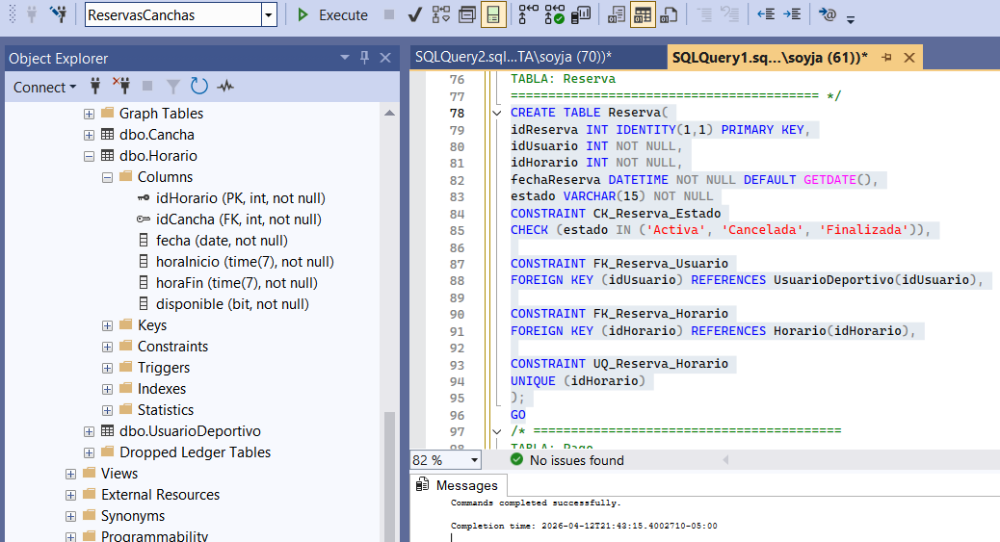 ReservasCanchas
Execute
Object Explorer
Connect
Graph Tables
dbo.Cancha
dbo.Horario
Columns
idHorario (PK, int, not null)
idCancha (FK, int, not null)
fecha (date, not null)
horaInicio (time(7), not null)
horaFin (time(7), not null)
disponible (bit, not null)
Keys
Constraints
Triggers
Indexes
Statistics
dbo.UsuarioDeportivo
Dropped Ledger Tables
Views
External Resources
Synonyms
Programmability
SQLQuery2.sql...TA\soyja (70))*
SQLQuery1.sq...\soyja (61))*
76 TABLA: Reserva
77 ========================================= */
78 CREATE TABLE Reserva(
79 idReserva INT IDENTITY(1,1) PRIMARY KEY,
80 idUsuario INT NOT NULL,
81 idHorario INT NOT NULL,
82 fechaReserva DATETIME NOT NULL DEFAULT GETDATE(),
83 estado VARCHAR(15) NOT NULL
84 CONSTRAINT CK_Reserva_Estado
85 CHECK (estado IN ('Activa', 'Cancelada', 'Finalizada')),
86
87 CONSTRAINT FK_Reserva_Usuario
88 FOREIGN KEY (idUsuario) REFERENCES UsuarioDeportivo(idUsuario),
89
90 CONSTRAINT FK_Reserva_Horario
91 FOREIGN KEY (idHorario) REFERENCES Horario(idHorario),
92
93 CONSTRAINT UQ_Reserva_Horario
94 UNIQUE (idHorario)
95 );
96 GO
97 /* =========================================
98 TABLA: Pago
82 %
No issues found
Messages
Commands completed successfully.
Completion time: 2026-04-12T21:43:15.4002710-05:00